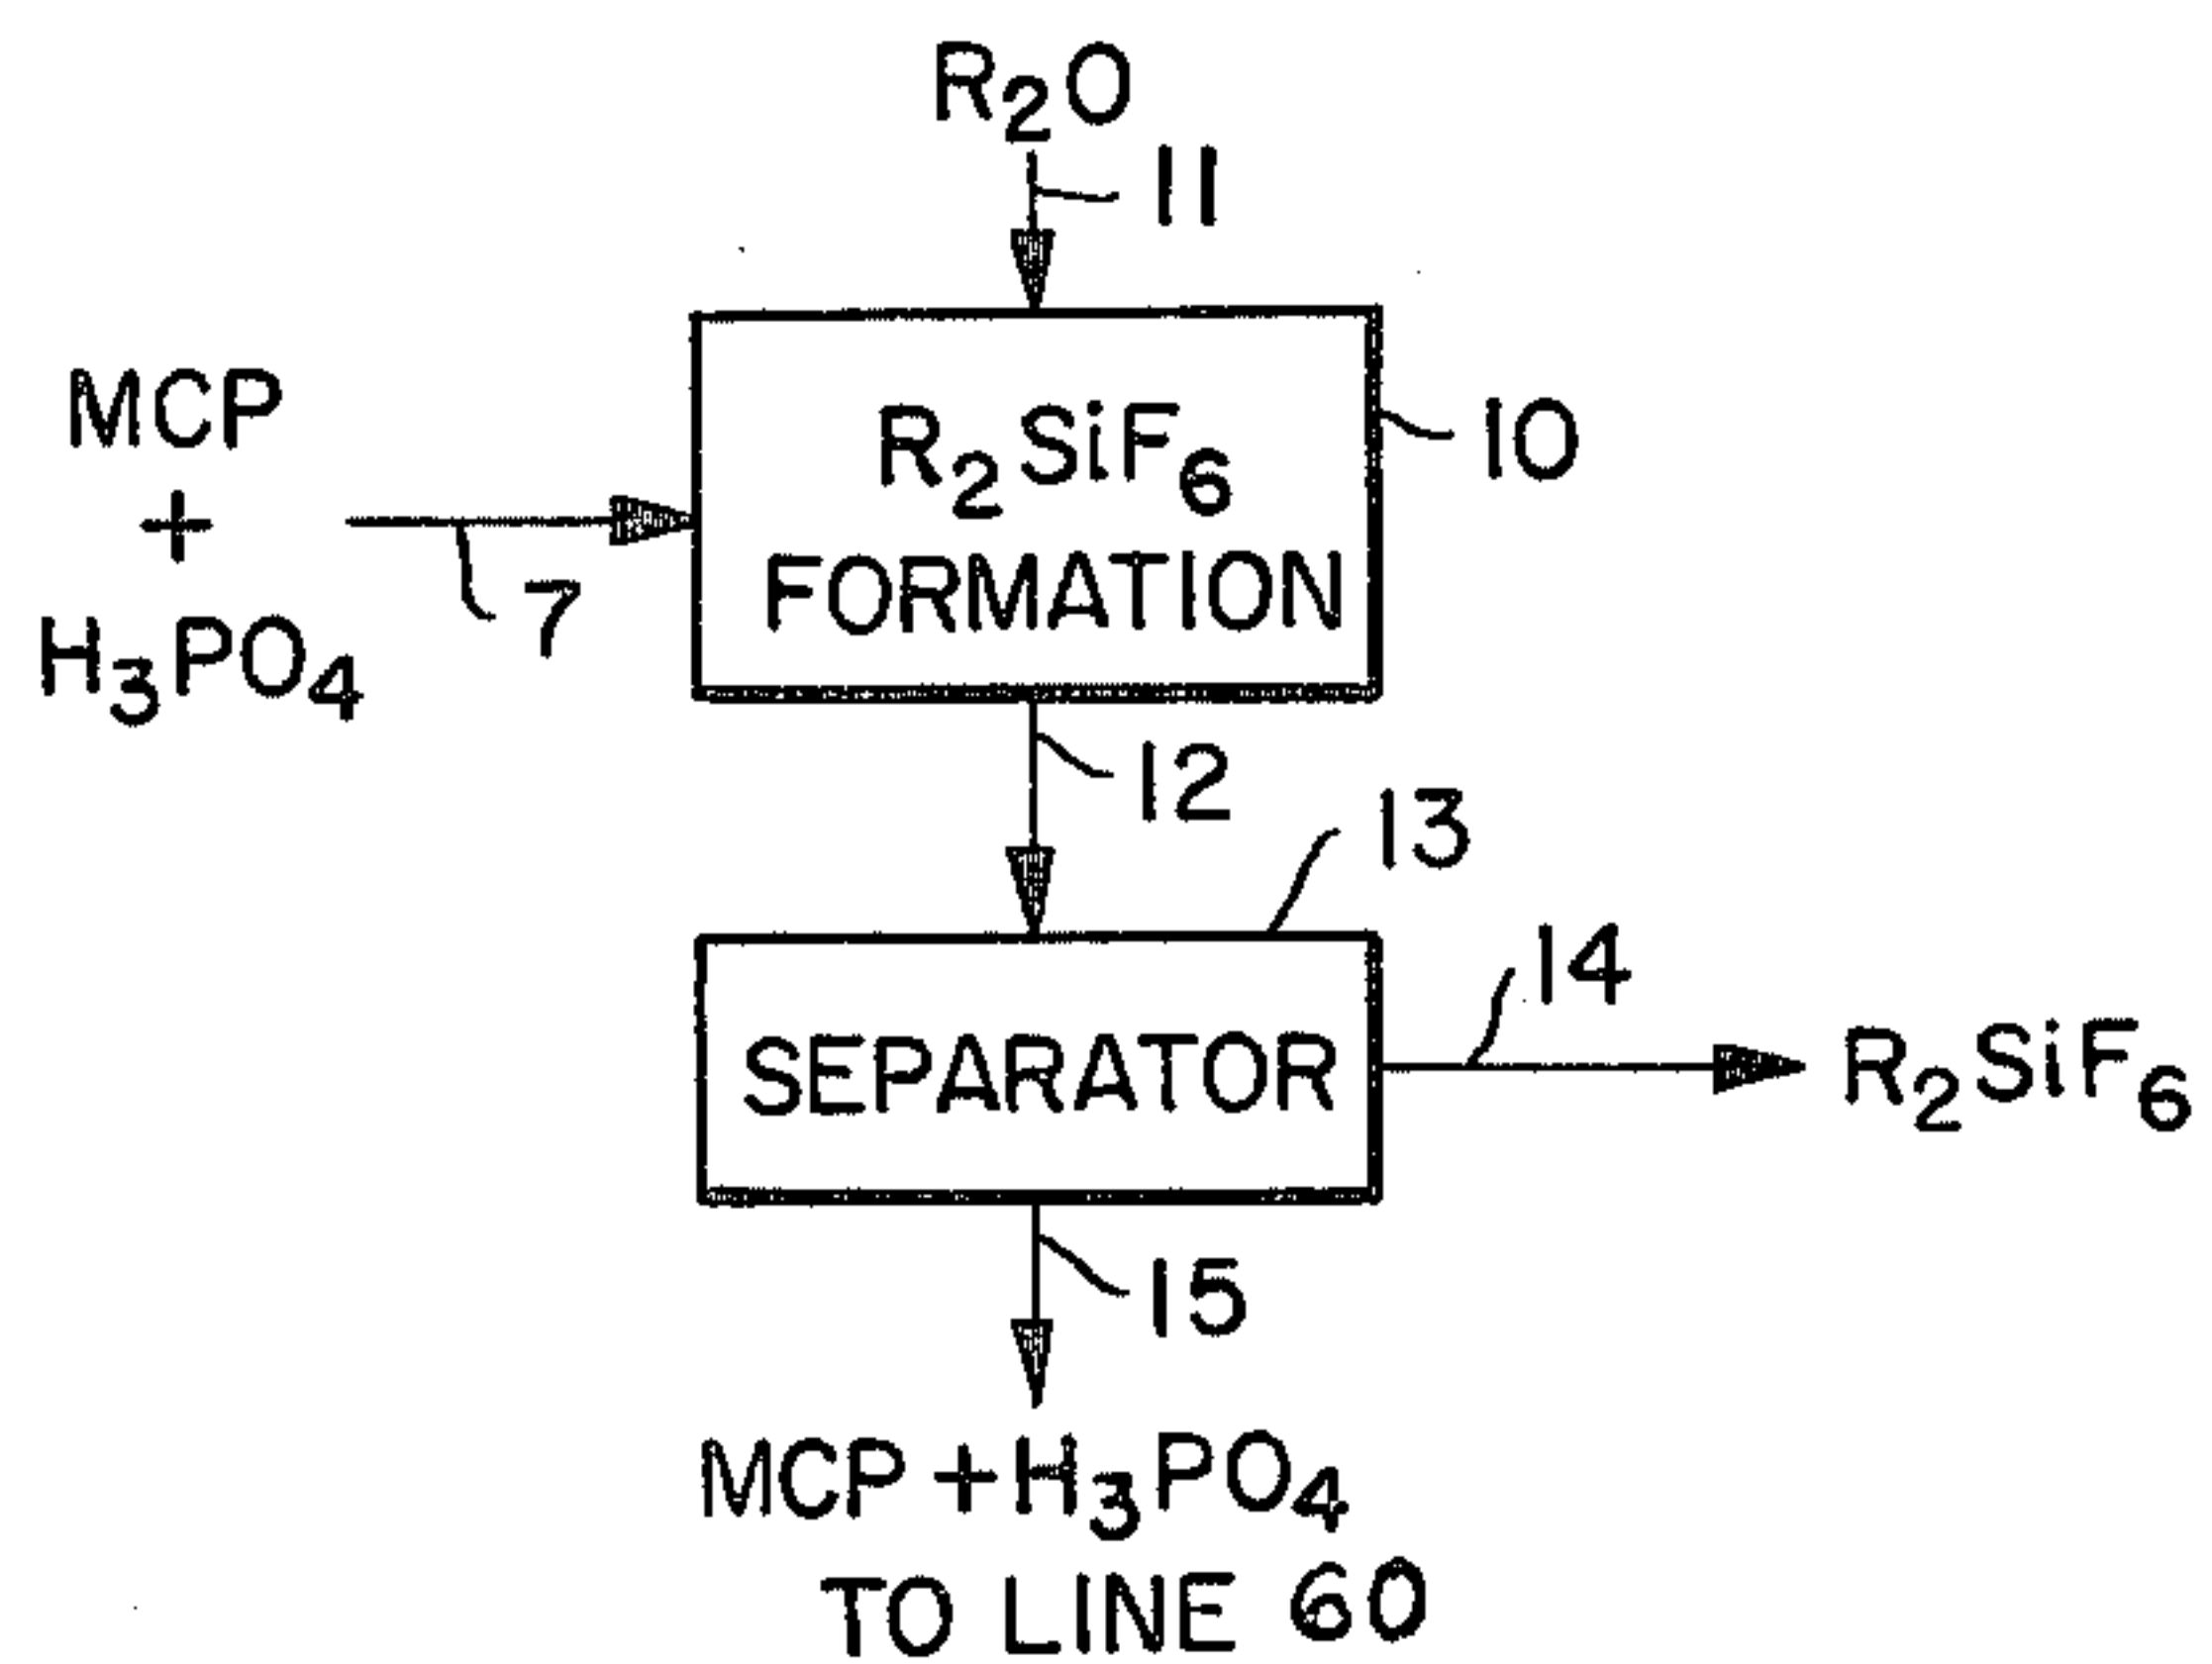 R₂O
11
MCP
+
H₃PO₄
7
R₂SiF₆
FORMATION
10
12
13
SEPARATOR
14
R₂SiF₆
15
MCP + H₃PO₄
TO LINE 60